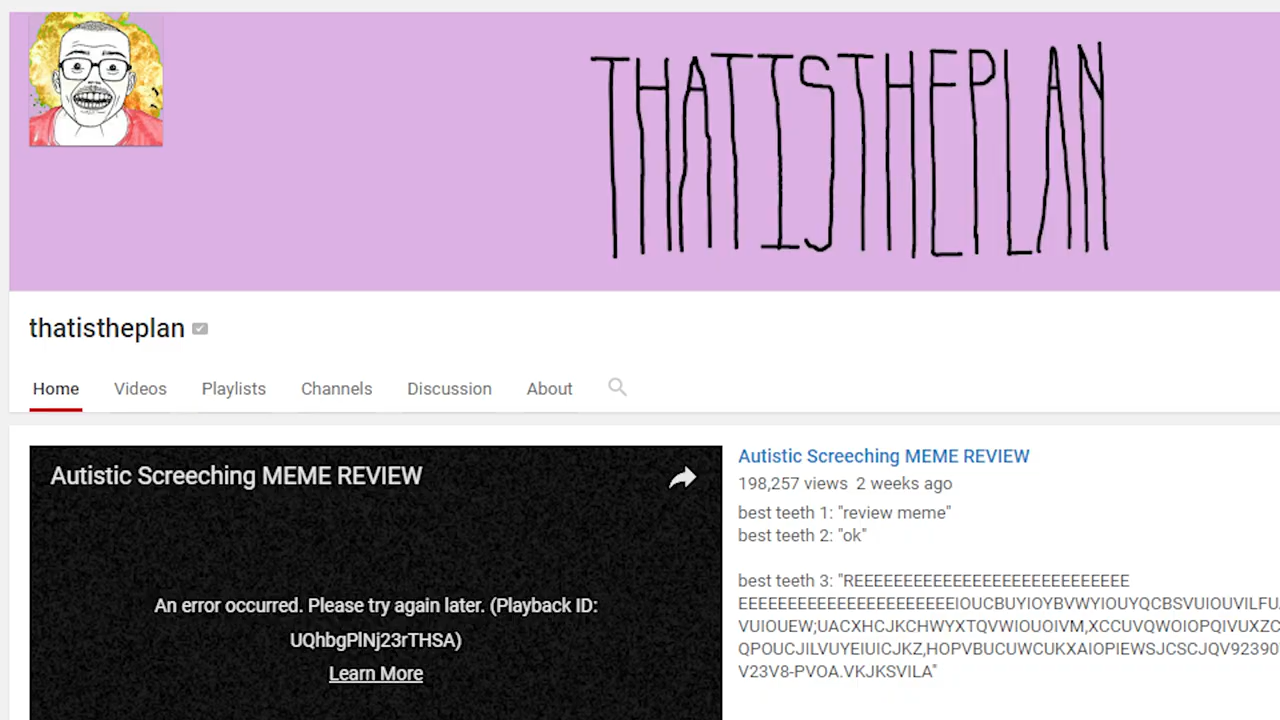 THATISTHEPLAN
thatistheplan
Home Videos Playlists Channels Discussion About
Autistic Screeching MEME REVIEW
An error occurred. Please try again later. (Playback ID:
UQhbgPlNj23rTHSA)
Learn More
Autistic Screeching MEME REVIEW
198,257 views 2 weeks ago
best teeth 1: "review meme"
best teeth 2: "ok"
best teeth 3: "REEEEEEEEEEEEEEEEEEEEEEEEEEEE
EEEEEEEEEEEEEEEEEEEEEEIOUCBUYIOYBVWYIOUYQCBSVUIOUVILFU
VUIOUEW;UACXHCJKCHWYXTQVWIOUOIVM,XCCUVQWOIOPQIVUXZC
QPOUCJILVUYEIUICJKZ,HOPVBUCUWCUKXAIOPIEWSJCSCJQV92390
V23V8-PVOA.VKJKSVILA"